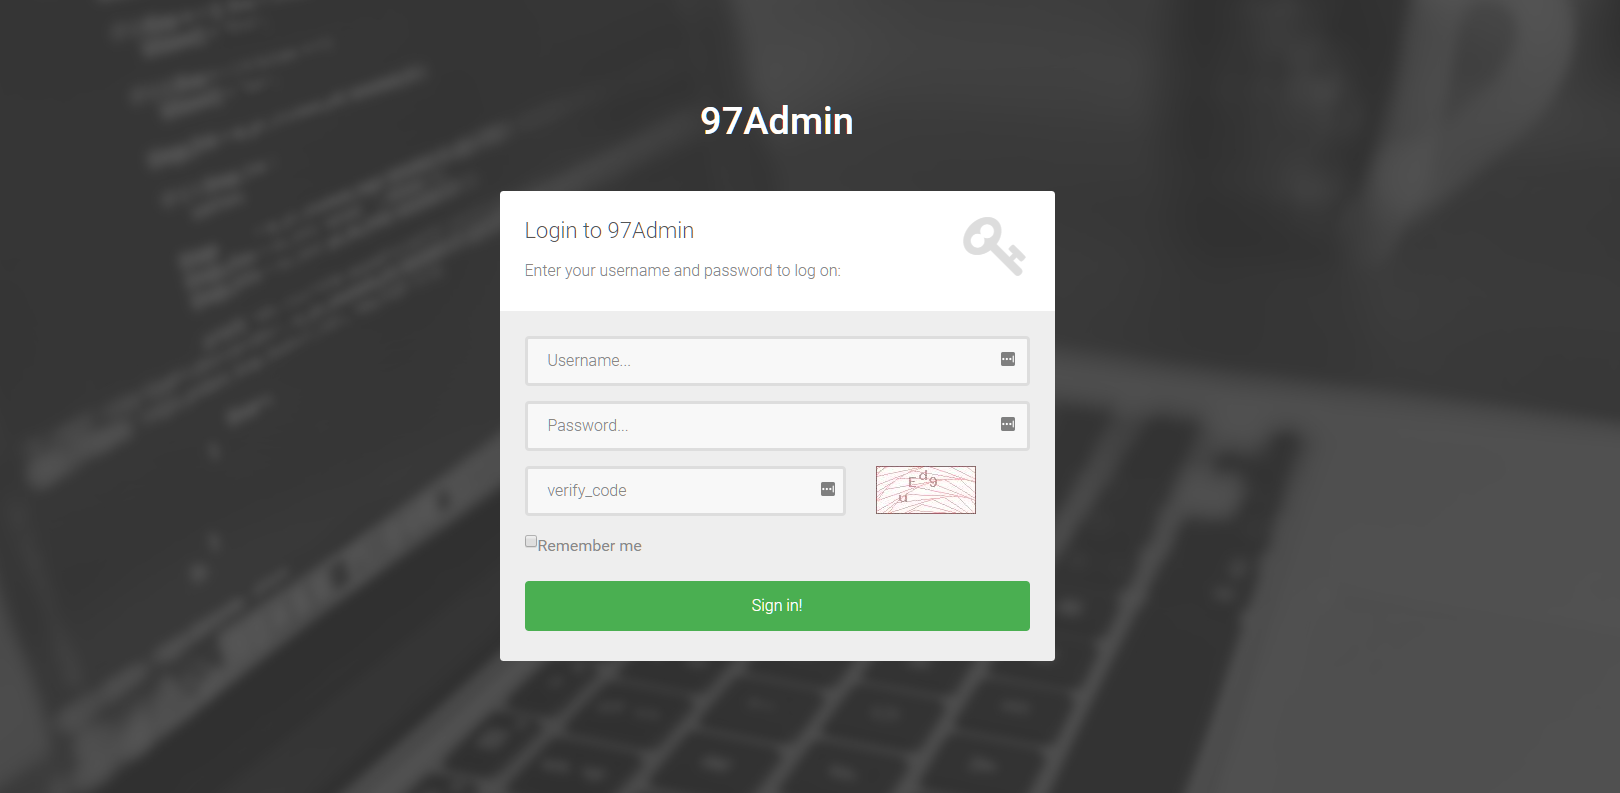 97Admin
Login to 97Admin
Enter your username and password to log on:
Username...
Password...
verify_code
uEd9
Remember me
Sign in!